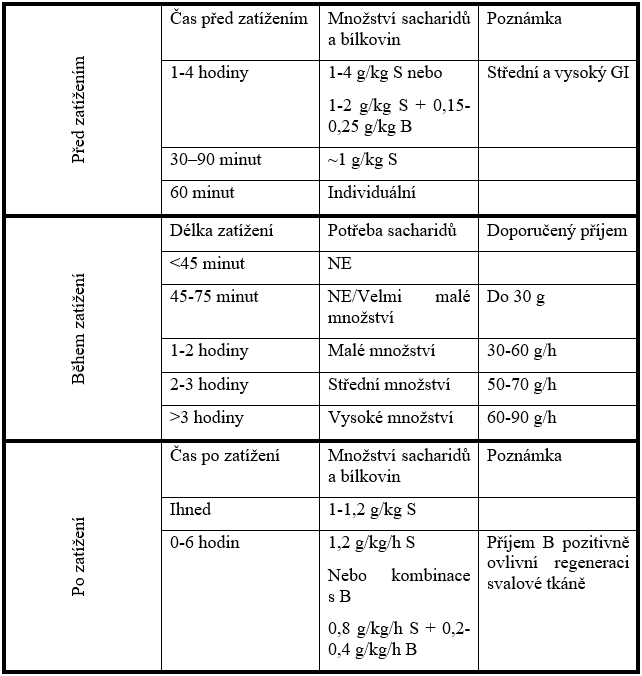 Před zatížením
Čas před zatížením
Množství sacharidů
a bílkovin
Poznámka
1-4 hodiny
1-4 g/kg S nebo
1-2 g/kg S + 0,15-
0,25 g/kg B
Střední a vysoký GI
30–90 minut
~1 g/kg S
60 minut
Individuální
Během zatížení
Délka zatížení
Potřeba sacharidů
Doporučený příjem
<45 minut
NE
45-75 minut
NE/Velmi malé
množství
Do 30 g
1-2 hodiny
Malé množství
30-60 g/h
2-3 hodiny
Střední množství
50-70 g/h
>3 hodiny
Vysoké množství
60-90 g/h
Po zatížení
Čas po zatížení
Množství sacharidů
a bílkovin
Poznámka
Ihned
1-1,2 g/kg S
0-6 hodin
1,2 g/kg/h S
Nebo kombinace
s B
0,8 g/kg/h S + 0,2-
0,4 g/kg/h B
Příjem B pozitivně
ovlivní regeneraci
svalové tkáně